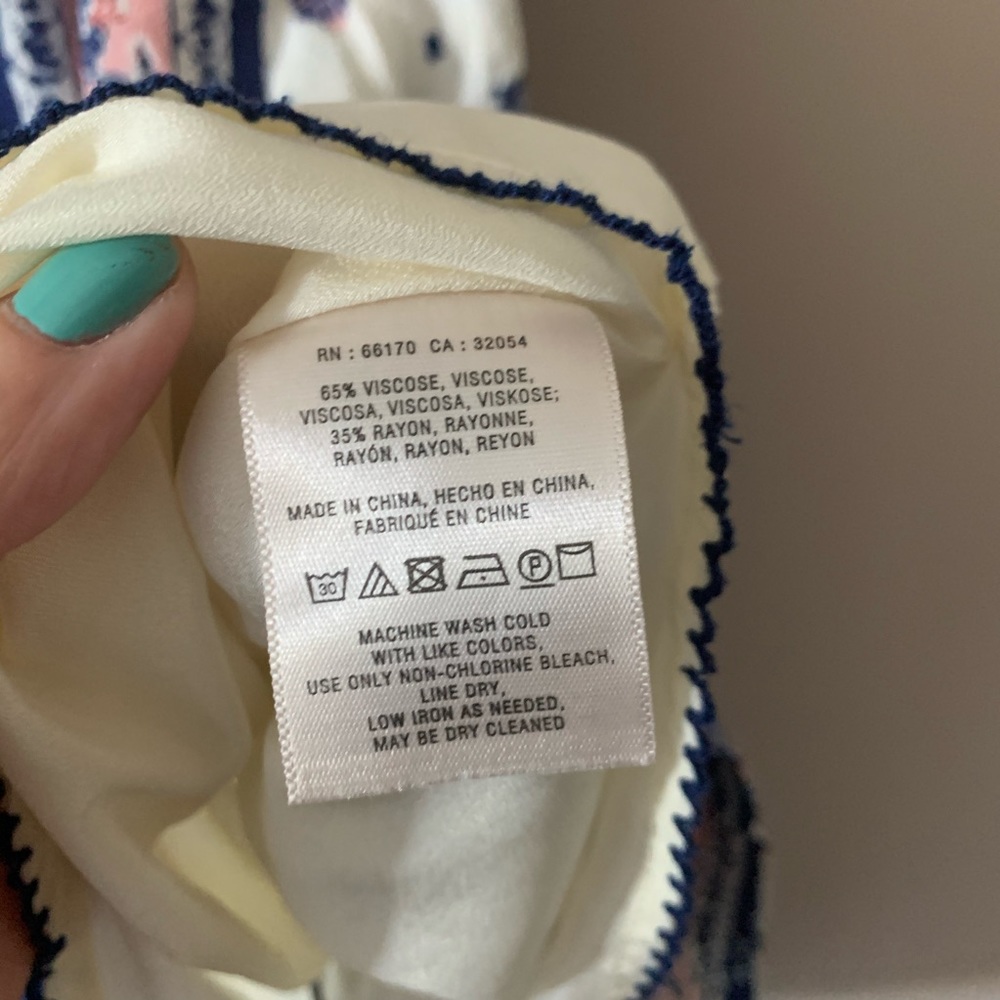 RN : 66170 CA : 32054
65% VISCOSE, VISCOSE,
VISCOSA, VISCOSA, VISKOSE;
35% RAYON, RAYONNE,
RAYÓN, RAYON, REYON
MADE IN CHINA, HECHO EN CHINA,
FABRIQUÉ EN CHINE
30 P
MACHINE WASH COLD
WITH LIKE COLORS,
USE ONLY NON-CHLORINE BLEACH,
LINE DRY,
LOW IRON AS NEEDED,
MAY BE DRY CLEANED